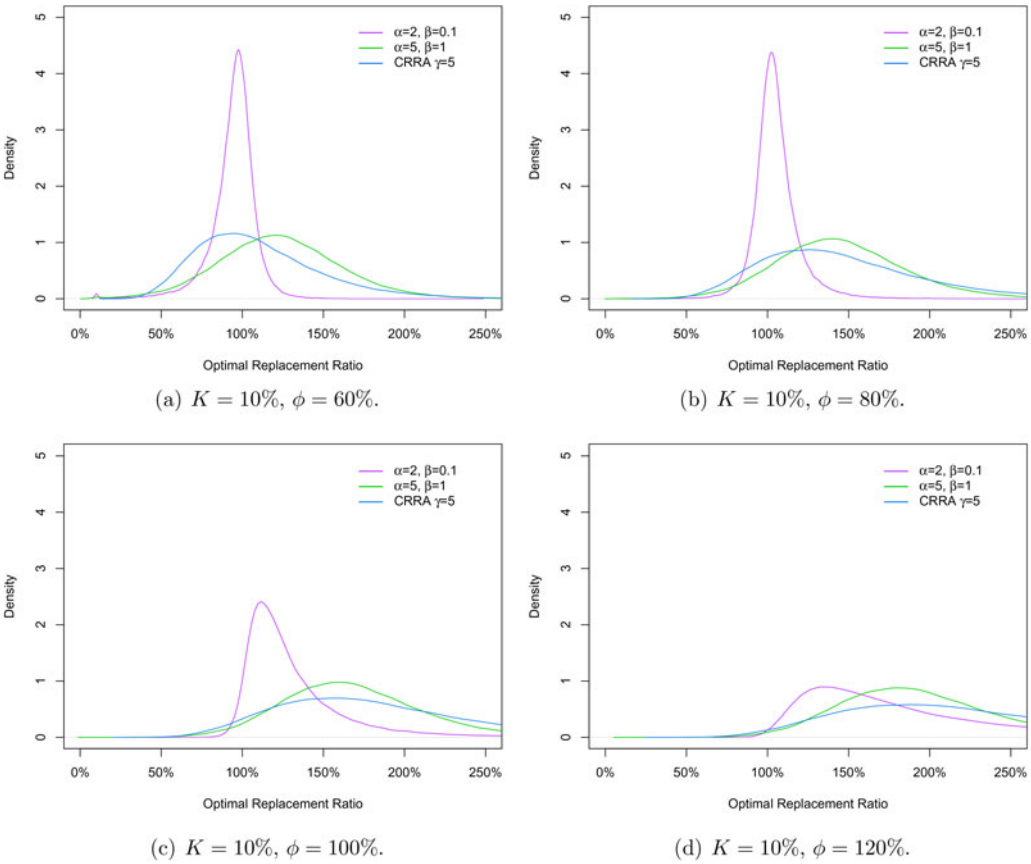 5
4
3
2
1
0
Density
α=2, β=0.1
α=5, β=1
CRRA γ=5
0% 50% 100% 150% 200% 250%
Optimal Replacement Ratio
(a) K = 10%, ϕ = 60%.
5
4
3
2
1
0
Density
α=2, β=0.1
α=5, β=1
CRRA γ=5
0% 50% 100% 150% 200% 250%
Optimal Replacement Ratio
(b) K = 10%, ϕ = 80%.
5
4
3
2
1
0
Density
α=2, β=0.1
α=5, β=1
CRRA γ=5
0% 50% 100% 150% 200% 250%
Optimal Replacement Ratio
(c) K = 10%, ϕ = 100%.
5
4
3
2
1
0
Density
α=2, β=0.1
α=5, β=1
CRRA γ=5
0% 50% 100% 150% 200% 250%
Optimal Replacement Ratio
(d) K = 10%, ϕ = 120%.